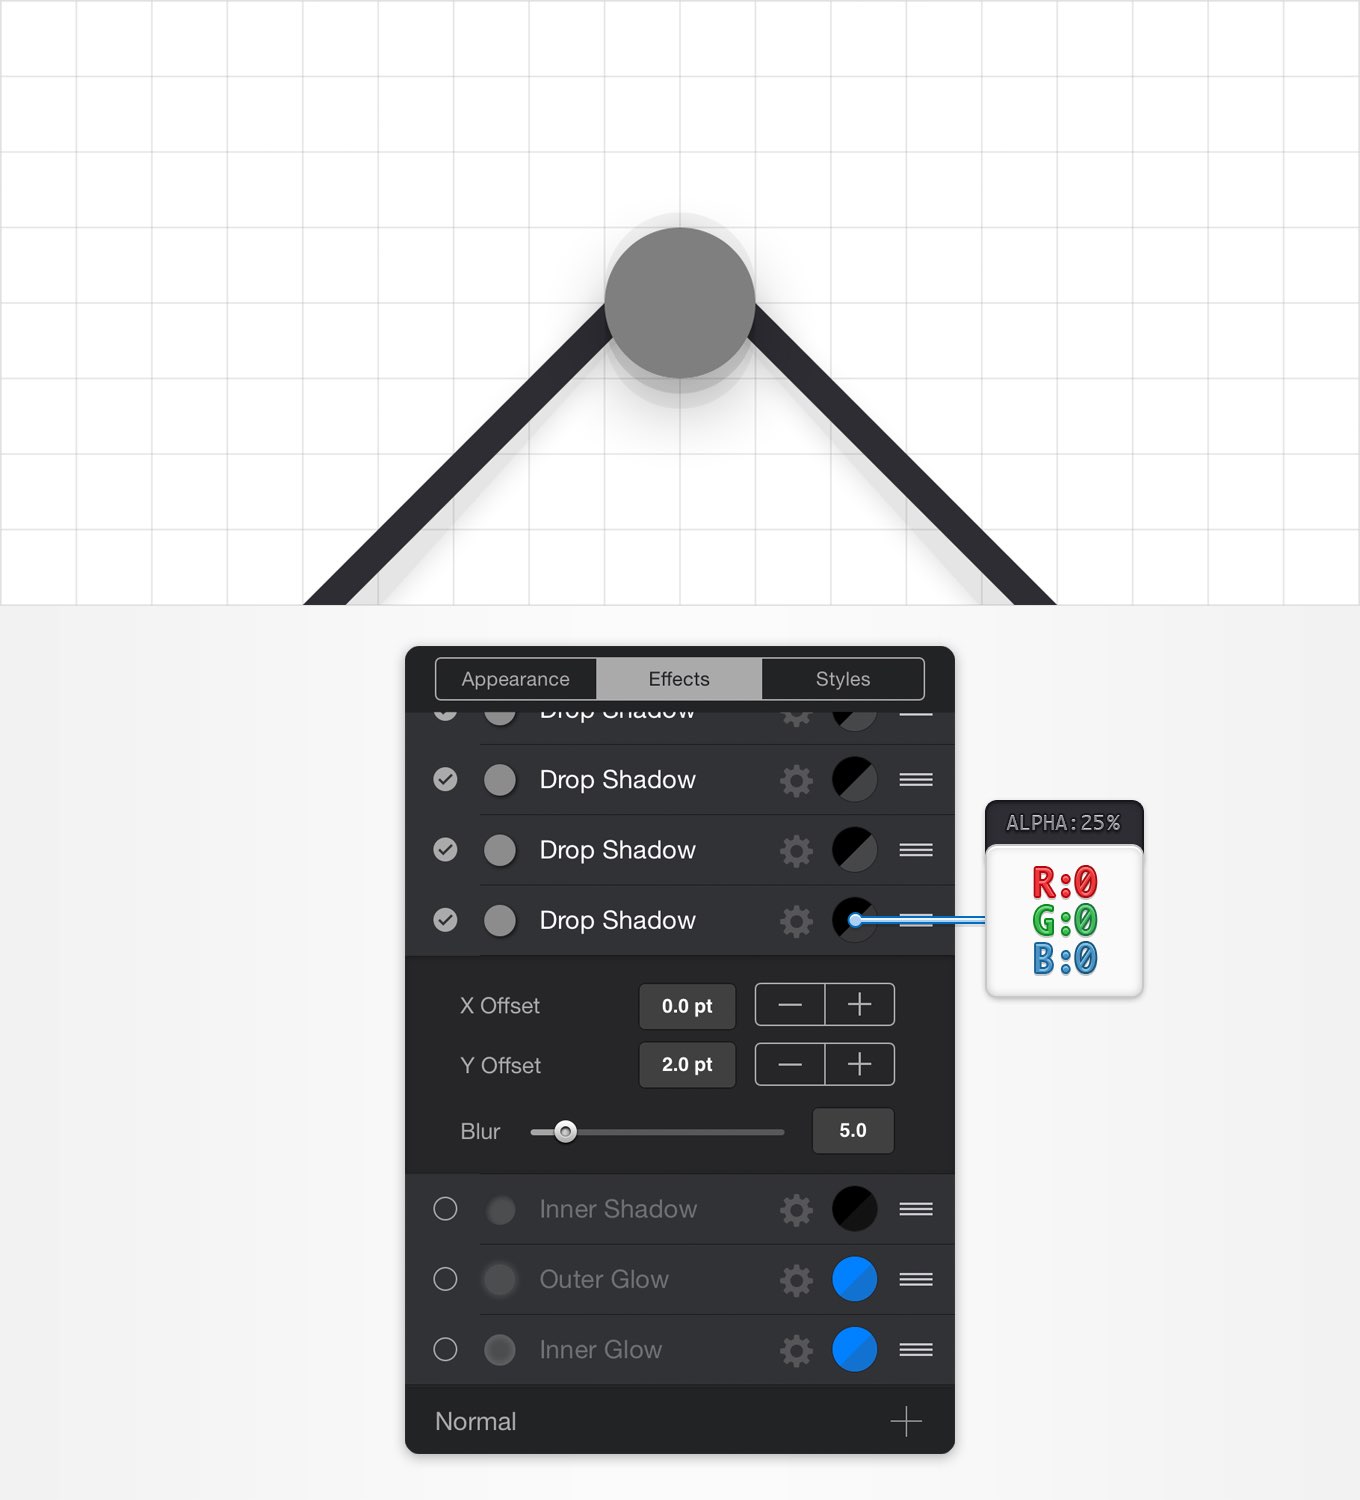 Appearance
Effects
Styles
Drop Shadow
Drop Shadow
Drop Shadow
Drop Shadow
ALPHA:25%
R:0
G:0
B:0
X Offset
0.0 pt
Y Offset
2.0 pt
Blur
5.0
Inner Shadow
Outer Glow
Inner Glow
Normal